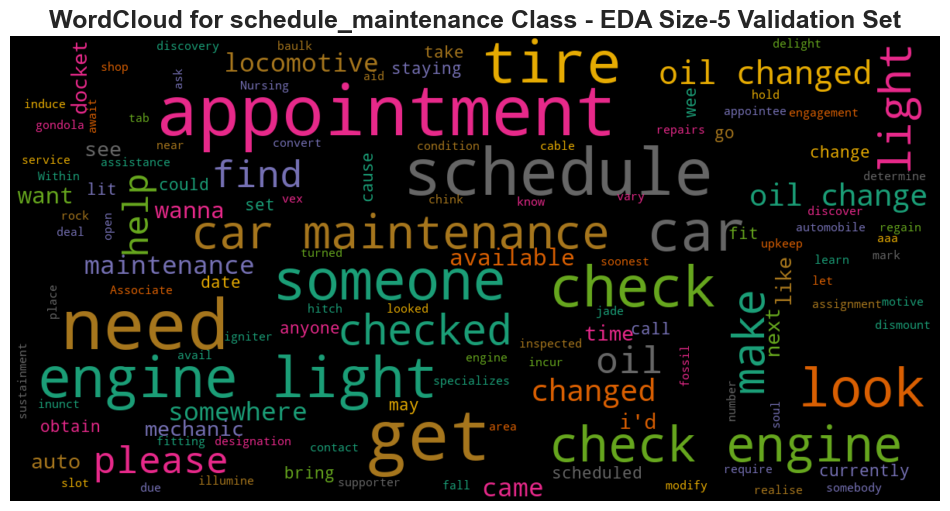 WordCloud for schedule_maintenance Class - EDA Size-5 Validation Set
docket
discovery
baulk
take
tire
delight
shop
locomotive
staying
aid
ask
Nursing
oil changed
light
induce
await
gondola
tab
appointment
wee
hold
appointee
engagement
repairs
go
near
convert
condition
cable
see
service
assistance
Within
find
cause
schedule
change
determine
want
lit
could
help
wanna
set
vex
chink
know
vary
oil change
discover
rock
deal
open
car maintenance
car
fit
automobile
regain
upkeep
aaa
mark
turned
available
soonest
maintenance
someone
check
like
learn
date
let
Associate
place
hitch
looked
jade
make
assignment
motive
need
igniter
anyone
checked
time
call
next
dismount
avail
engine
inspected
oil
fossil
sustainment
engine light
specializes
incur
changed
look
inunct
may
somewhere
number
soul
obtain
mechanic
get
area
i'd
fitting
designation
contact
check
engine
auto
please
bring
supporter
scheduled
require
currently
slot
due
illumine
fall
came
modify
realise
somebody